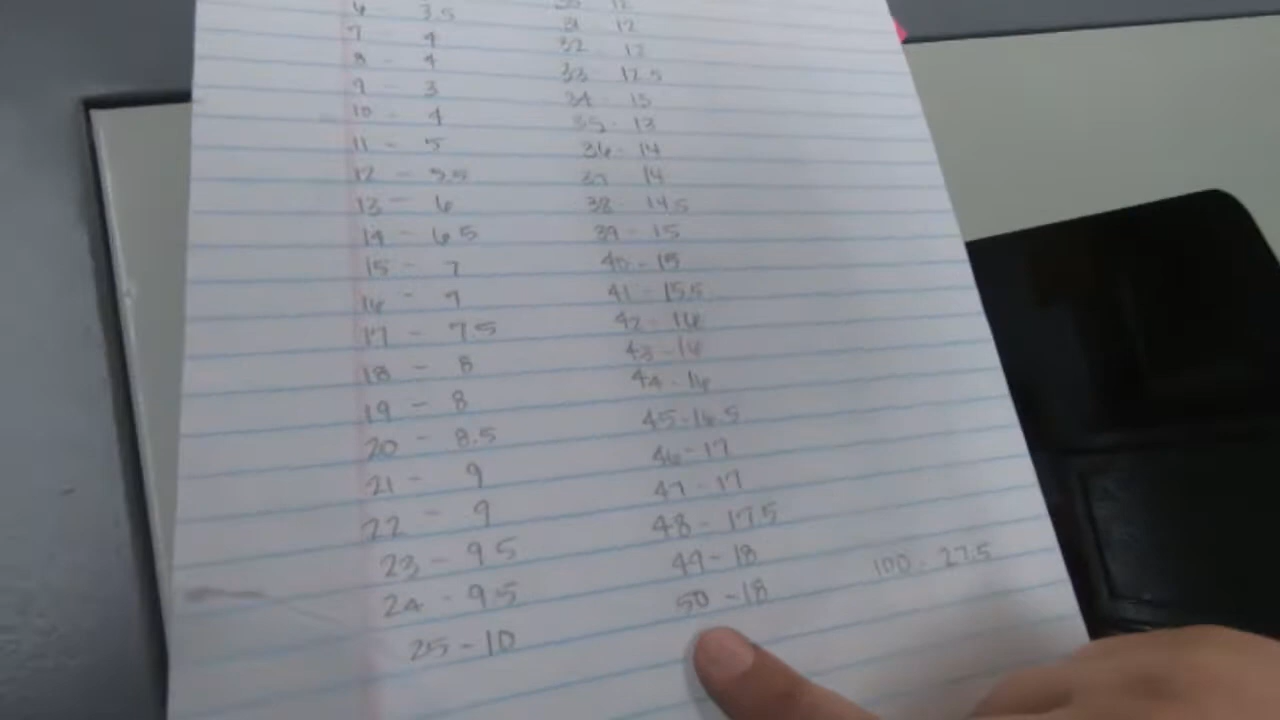 6 - 3.5
7 - 4
8 - 4
9 - 3
10 - 4
11 - 5
12 - 5.5
13 - 6
14 - 6.5
15 - 7
16 - 7
17 - 7.5
18 - 8
19 - 8
20 - 8.5
21 - 9
22 - 9
23 - 9.5
24 - 9.5
25 - 10
31 12
32 12
33 12.5
34 - 13
35 - 13
36 - 14
37 14
38 - 14.5
39 - 15
40 - 15
41 - 15.5
42 - 16
43 - 16
44 - 16
45 - 16.5
46 - 17
47 - 17
48 - 17.5
49 - 18
50 - 18
100 - 27.5